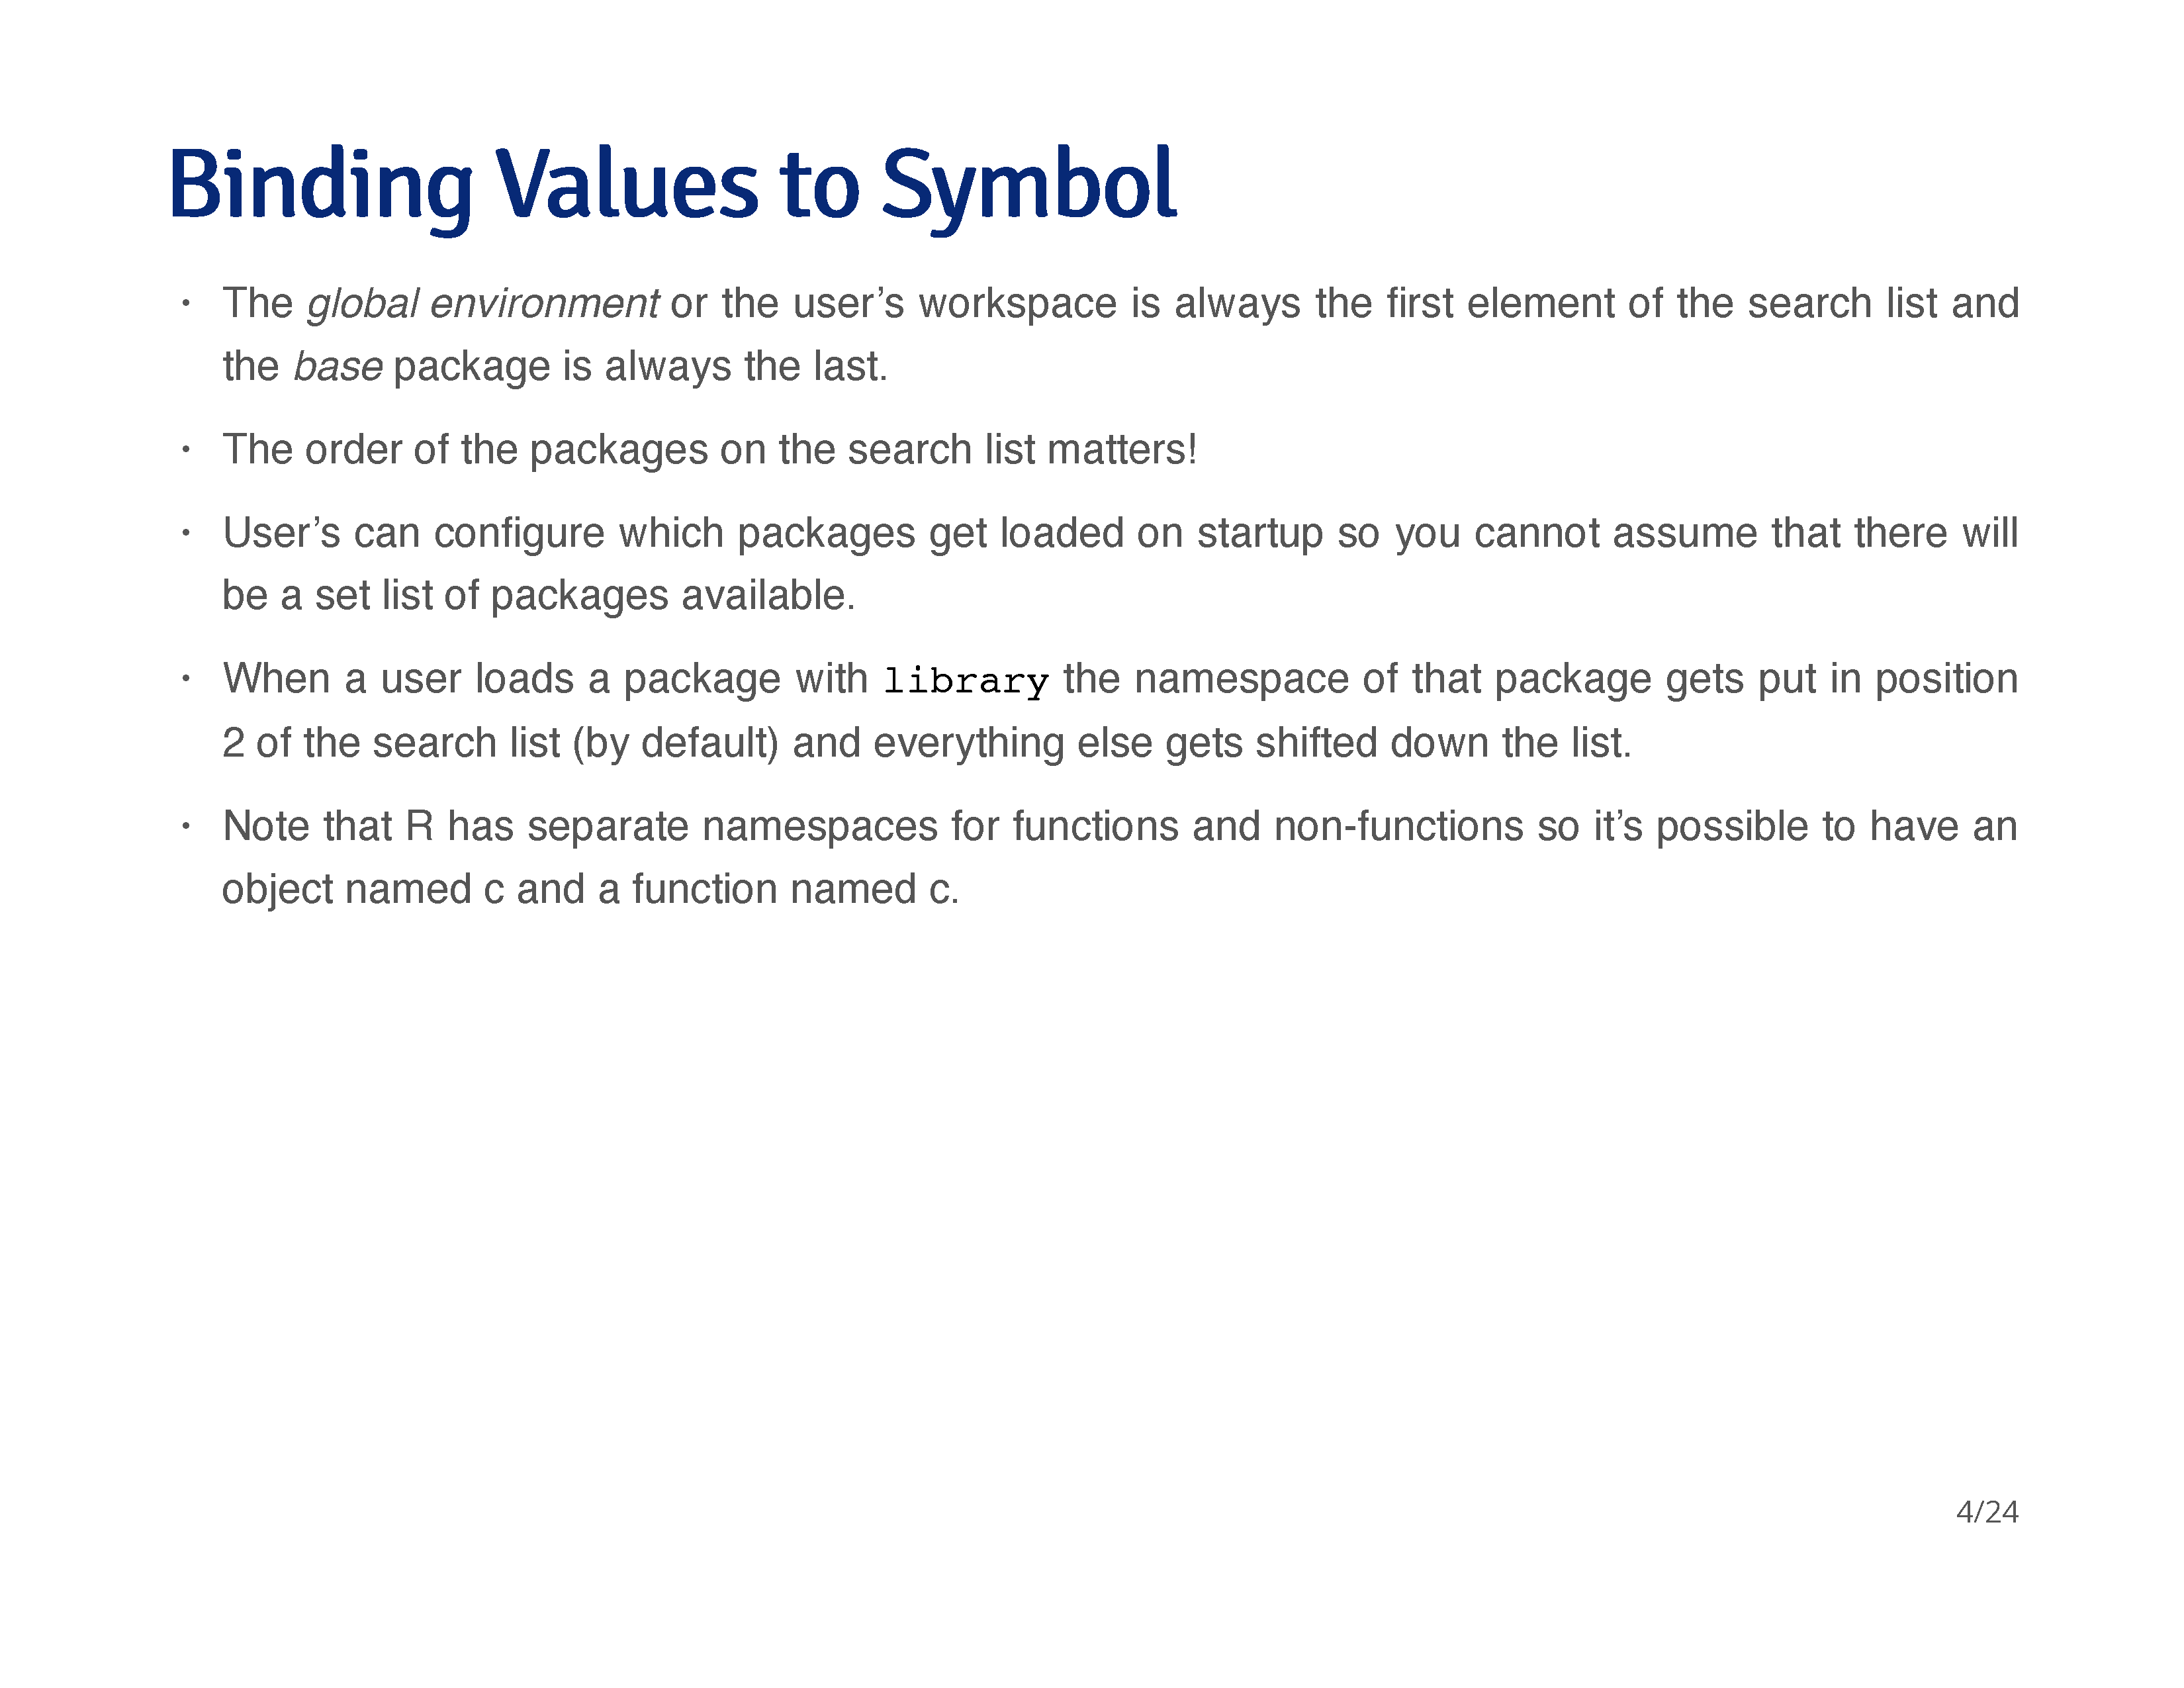 Binding Values to Symbol
· The global environment or the user’s workspace is always the first element of the search list and
the base package is always the last.
· The order of the packages on the search list matters!
· User’s can configure which packages get loaded on startup so you cannot assume that there will
be a set list of packages available.
· When a user loads a package with library the namespace of that package gets put in position
2 of the search list (by default) and everything else gets shifted down the list.
· Note that R has separate namespaces for functions and non-functions so it’s possible to have an
object named c and a function named c.
4/24